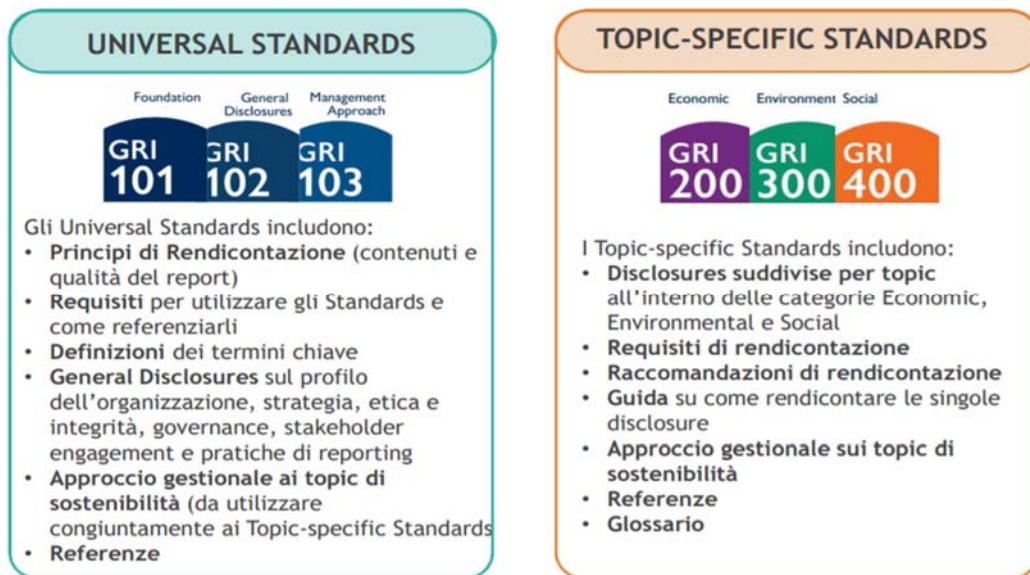 UNIVERSAL STANDARDS
Foundation
General
Disclosures
Management
Approach
GRI
101
GRI
102
GRI
103
Gli Universal Standards includono:
• Principi di Rendicontazione (contenuti e
qualità del report)
• Requisiti per utilizzare gli Standards e
come referenziarli
• Definizioni dei termini chiave
• General Disclosures sul profilo
dell'organizzazione, strategia, etica e
integrità, governance, stakeholder
engagement e pratiche di reporting
• Approccio gestionale ai topic di
sostenibilità (da utilizzare
congiuntamente ai Topic-specific Standards
• Referenze
TOPIC-SPECIFIC STANDARDS
Economic
Environment
Social
GRI
200
GRI
300
GRI
400
I Topic-specific Standards includono:
• Disclosures suddivise per topic
all'interno delle categorie Economic,
Environmental e Social
• Requisiti di rendicontazione
• Raccomandazioni di rendicontazione
• Guida su come rendicontare le singole
disclosure
• Approccio gestionale sui topic di
sostenibilità
• Referenze
• Glossario